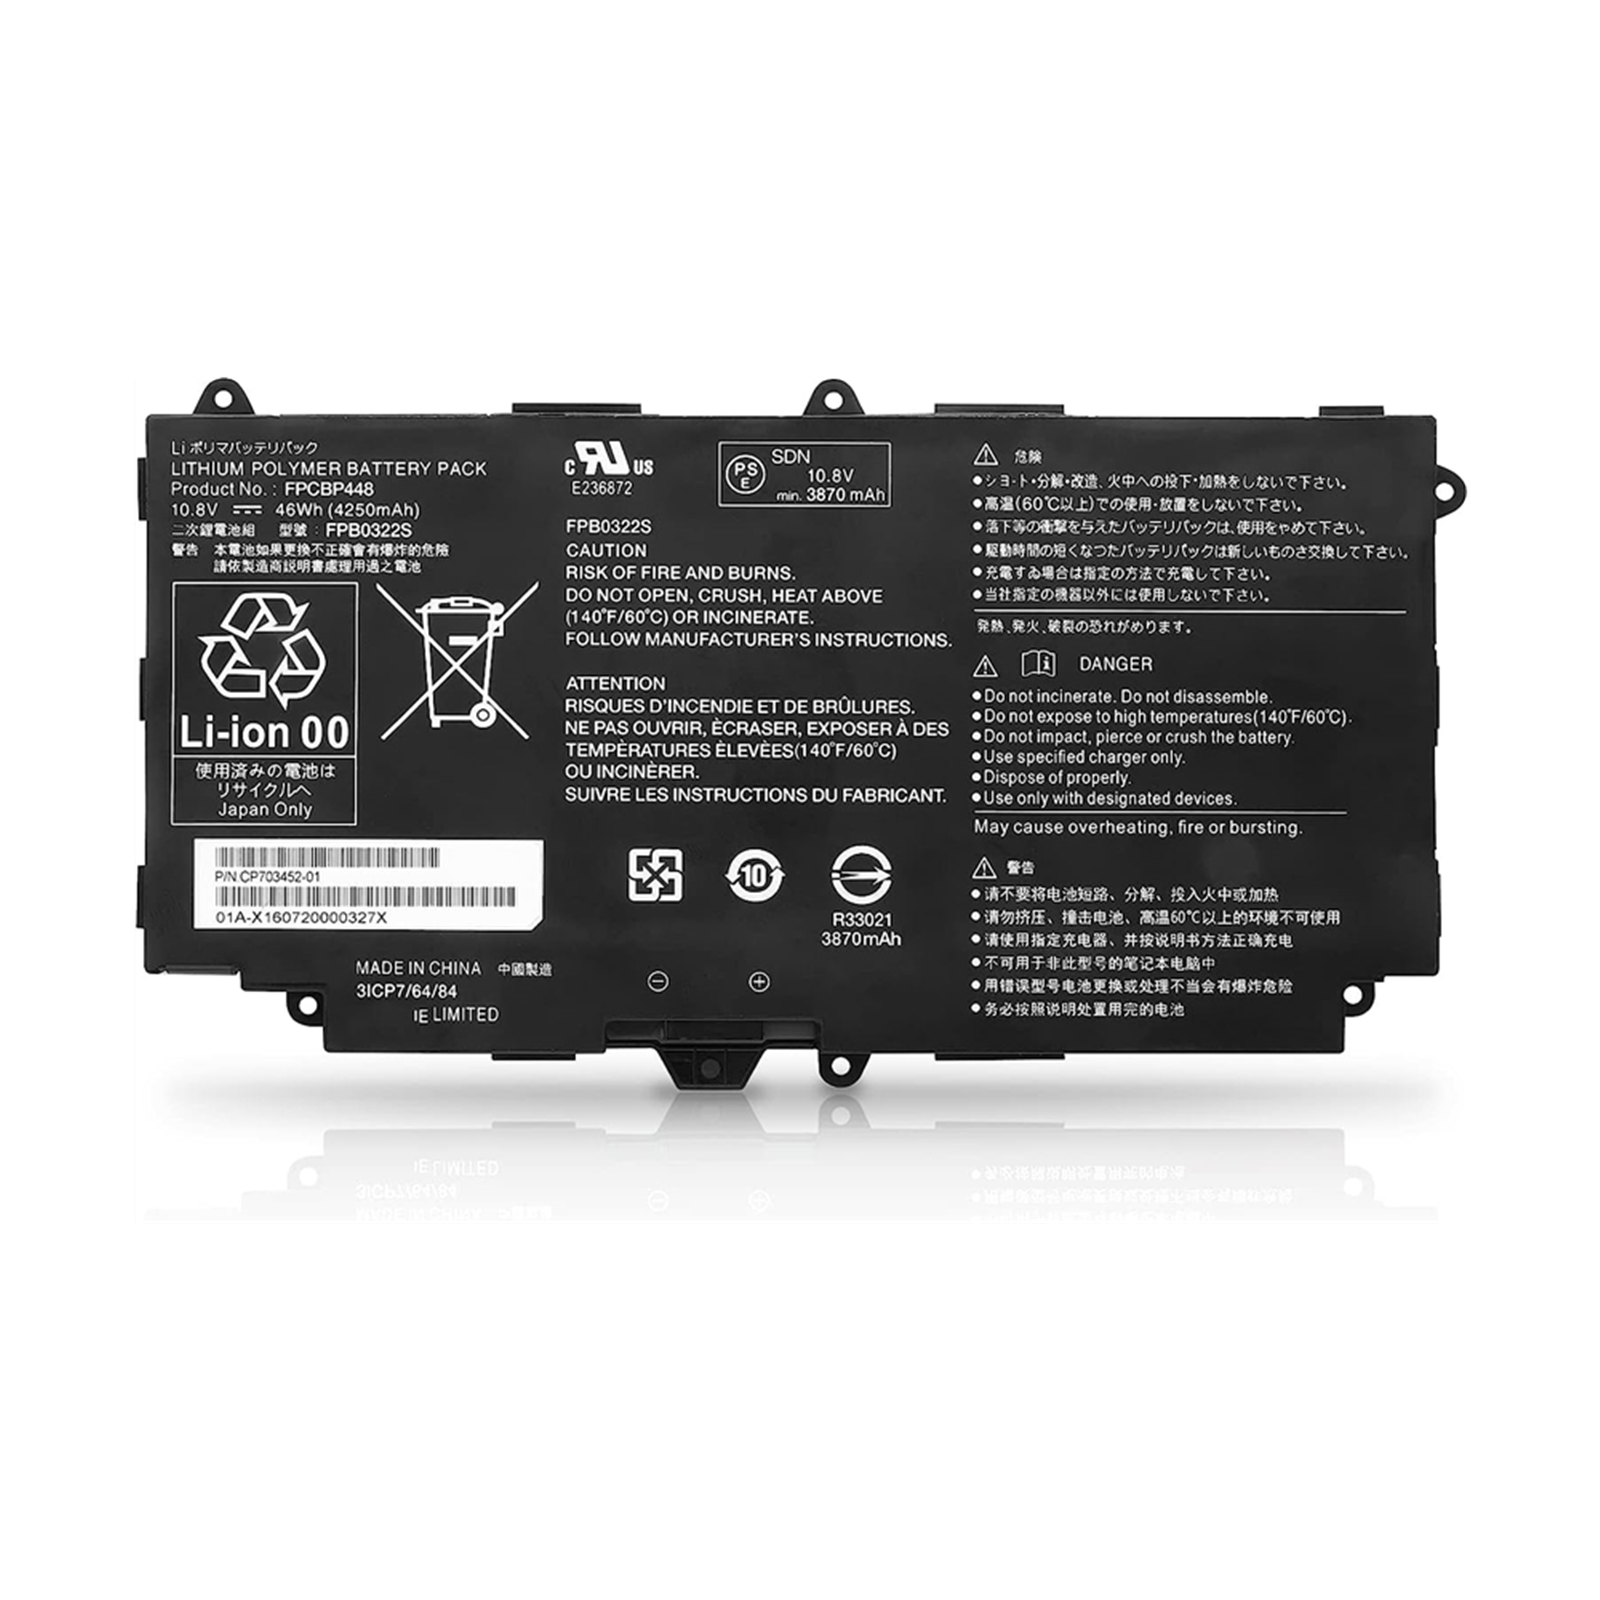 Li ポリマバッテリパック
LITHIUM POLYMER BATTERY PACK
Product No. : FPCBP448
10.8V 46Wh (4250mAh)
二次鋰電池組 型號 : FPB0322S
警告 本電池如果更換不正確會有爆炸的危險
請依製造商説明書處理用過之電池
Li-ion 00
使用済みの電池は
リサイクルへ
Japan Only
P/N CP703452-01
01A-X160720000327X
MADE IN CHINA 中國製造
3ICP7/64/84
IE LIMITED
C RU US
E236872
PS
E
SDN
10.8V
min. 3870 mAh
FPB0322S
CAUTION
RISK OF FIRE AND BURNS.
DO NOT OPEN, CRUSH, HEAT ABOVE
(140°F/60°C) OR INCINERATE.
FOLLOW MANUFACTURER'S INSTRUCTIONS.
ATTENTION
RISQUES D'INCENDIE ET DE BRÛLURES.
NE PAS OUVRIR, ÈCRASER, EXPOSER À DES
TEMPÈRATURES ÈLEVÈES(140°F/60°C)
OU INCINÈRER.
SUIVRE LES INSTRUCTIONS DU FABRICANT.
10
R33021
3870mAh
⊖ ⊕
危険
●ショート・分解・改造、火中への投下・加熱をしないで下さい。
●高温(60℃以上)での使用・放置をしないで下さい。
●落下等の衝撃を与えたバッテリパックは、使用をやめて下さい。
●駆動時間の短くなつたバッテリパックは新しいものさ交換して下さい。
●充電すゐ場合は指定の方法で充電して下さい。
●当社指定の機器以外には使用しないで下さい。
発熱、発火、破裂の恐れがめります。
DANGER
●Do not incinerate. Do not disassemble.
●Do not expose to high temperatures(140°F/60°C).
●Do not impact, pierce or crush the battery.
●Use specified charger only.
●Dispose of properly.
●Use only with designated devices.
May cause overheating, fire or bursting.
警告
●请不要将电池短路、分解、投入火中或加热
●请勿挤压、撞击电池、高温60℃以上的环境不可使用
●请使用指定充电器、并按说明书方法正确充电
●不可用于非此型号的笔记本电脑中
●用错误型号电池更换或处理不当会有爆炸危险
●务必按照说明处置用完的电池